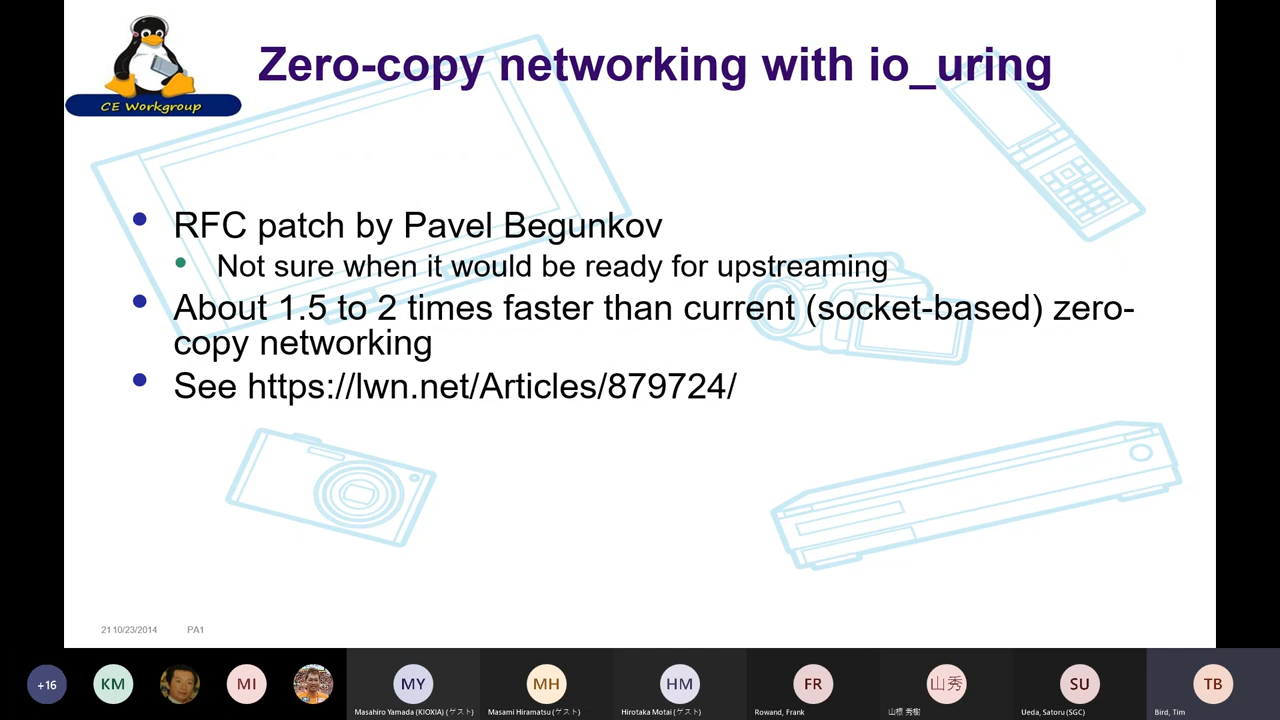 Zero-copy networking with io_uring
CE Workgroup
RFC patch by Pavel Begunkov
Not sure when it would be ready for upstreaming
About 1.5 to 2 times faster than current (socket-based) zero-
copy networking
See https://lwn.net/Articles/879724/
21 10/23/2014 PA1
+16
KM
MI
MY
MH
HM
FR
山秀
SU
TB
Masahiro Yamada (KIOXIA) (ゲスト)
Masami Hiramatsu (ゲスト)
Hirotaka Motai (ゲスト)
Rowand, Frank
山根 秀樹
Ueda, Satoru (SGC)
Bird, Tim